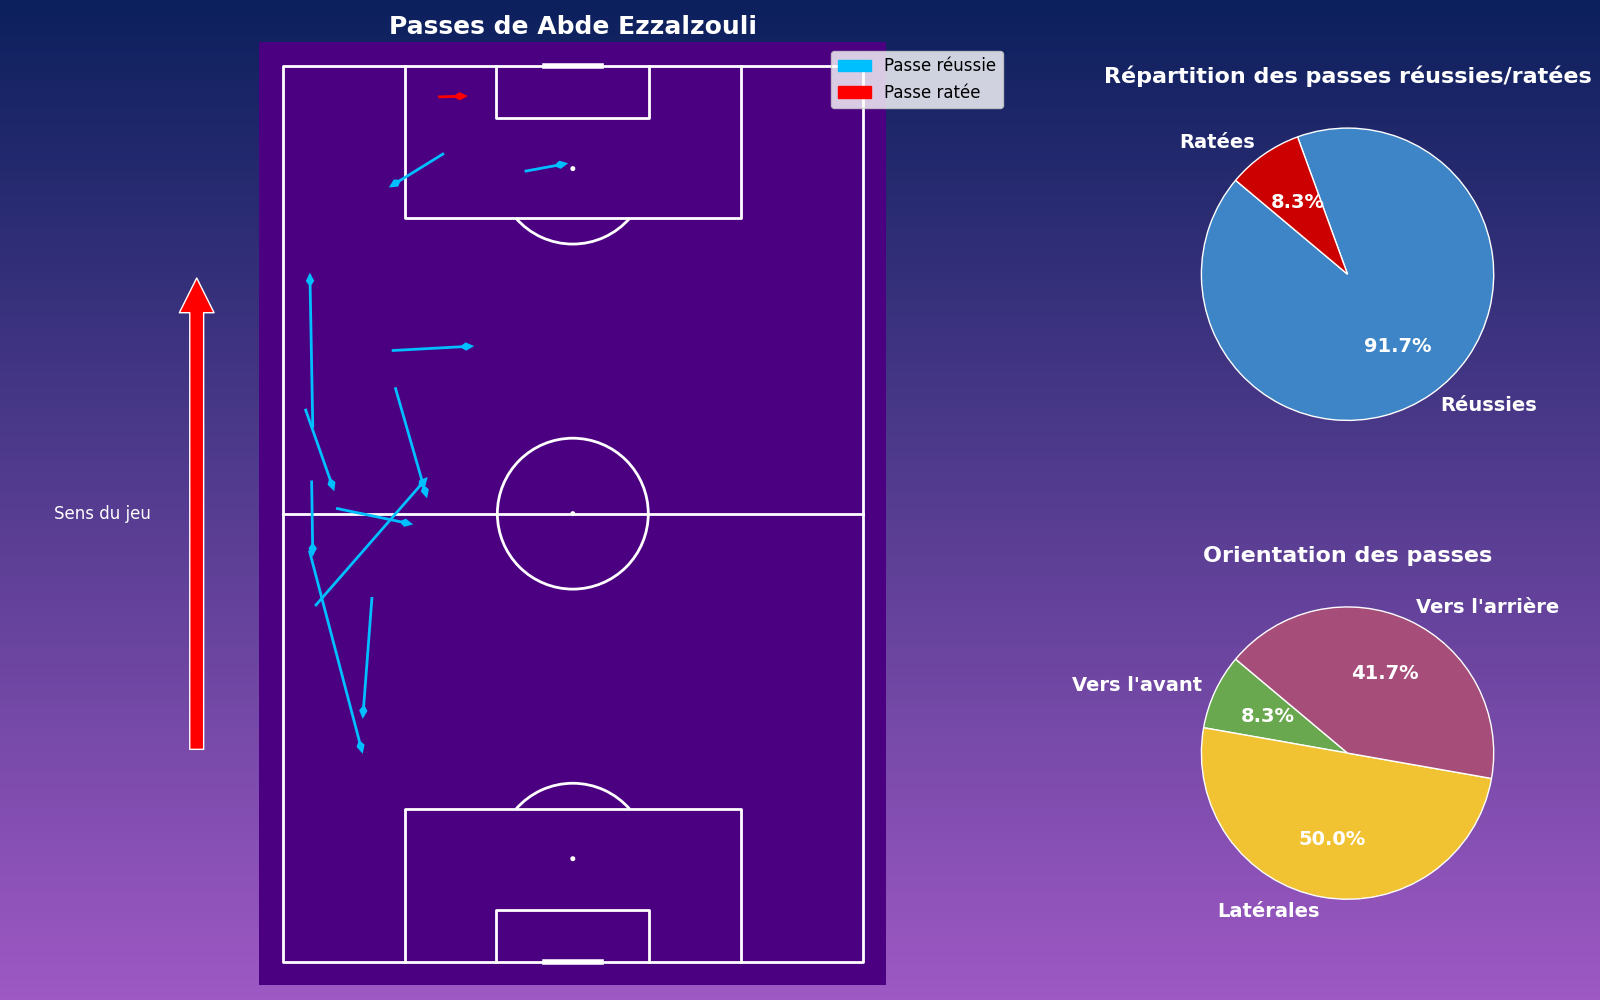 Passes de Abde Ezzalzouli
Passe réussie
Passe ratée
Sens du jeu
Répartition des passes réussies/ratées
Ratées
8.3%
91.7%
Réussies
Orientation des passes
Vers l'arrière
41.7%
Vers l'avant
8.3%
50.0%
Latérales